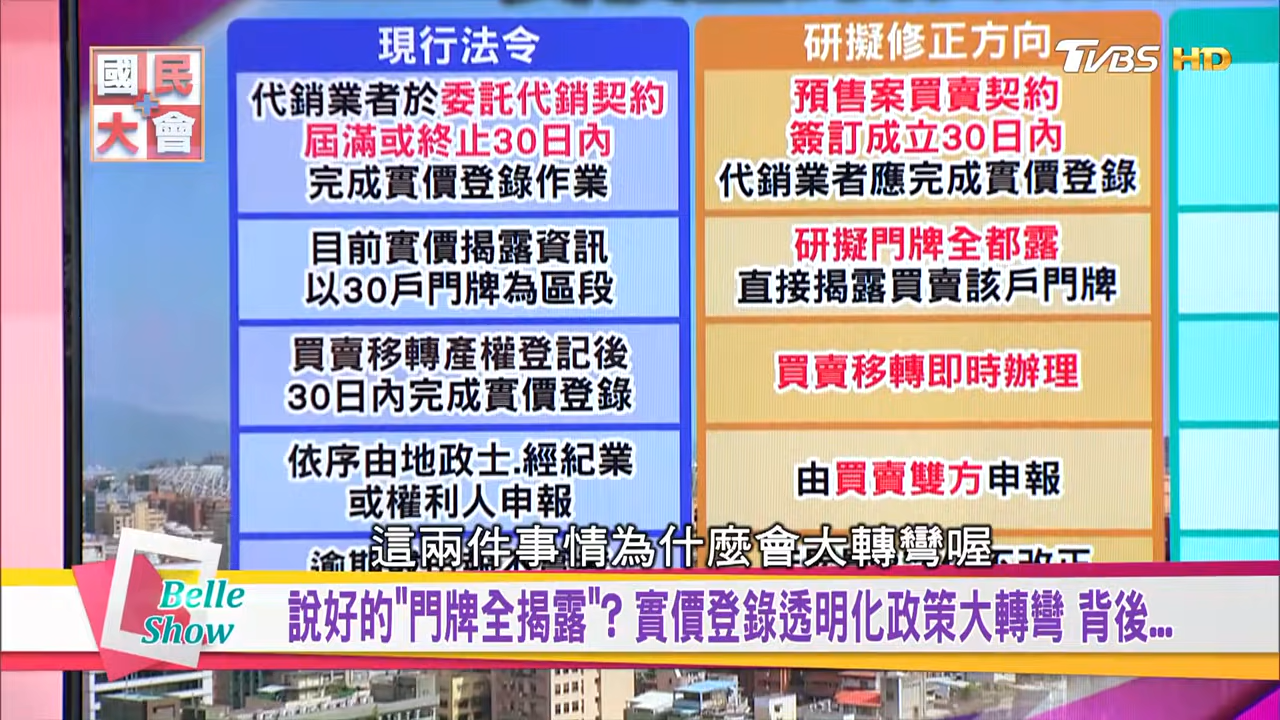 現行法令
研擬修正方向
TVBS HD
國民
大會
代銷業者於委託代銷契約
屆滿或終止30日內
完成實價登錄作業
預售案買賣契約
簽訂成立30日內
代銷業者應完成實價登錄
目前實價揭露資訊
以30戶門牌為區段
研擬門牌全都露
直接揭露買賣該戶門牌
買賣移轉產權登記後
30日內完成實價登錄
買賣移轉即時辦理
依序由地政士.經紀業
或權利人申報
由買賣雙方申報
這兩件事情為什麼會大轉彎喔
Belle
Show
說好的"門牌全揭露"? 實價登錄透明化政策大轉彎 背後...